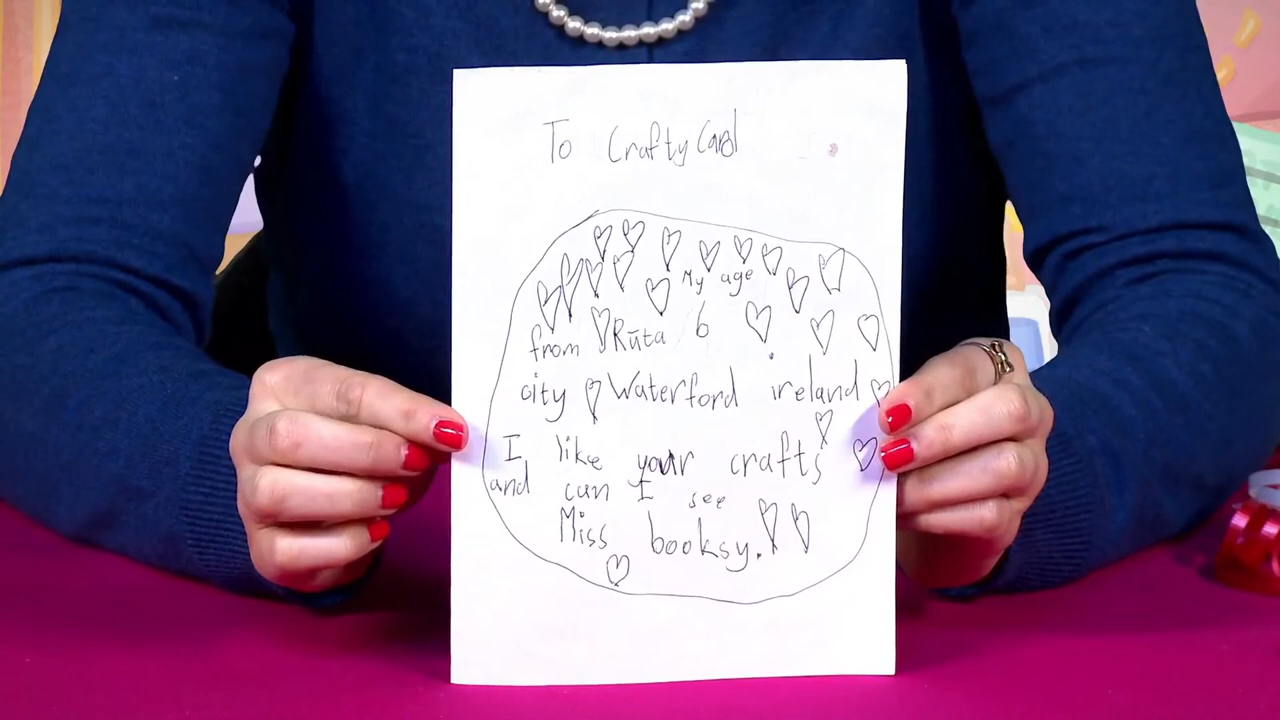 To Crafty Carol
My age
from Rūta 6
city Waterford ireland
I like your crafts
and can I see
Miss booksy.